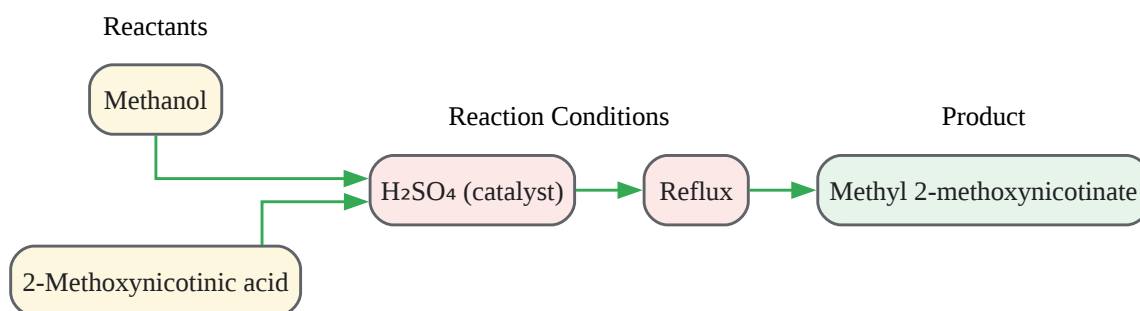 Reactants
Methanol
Reaction Conditions
Product
H₂SO₄ (catalyst)
Reflux
Methyl 2-methoxynicotinate
2-Methoxynicotinic acid